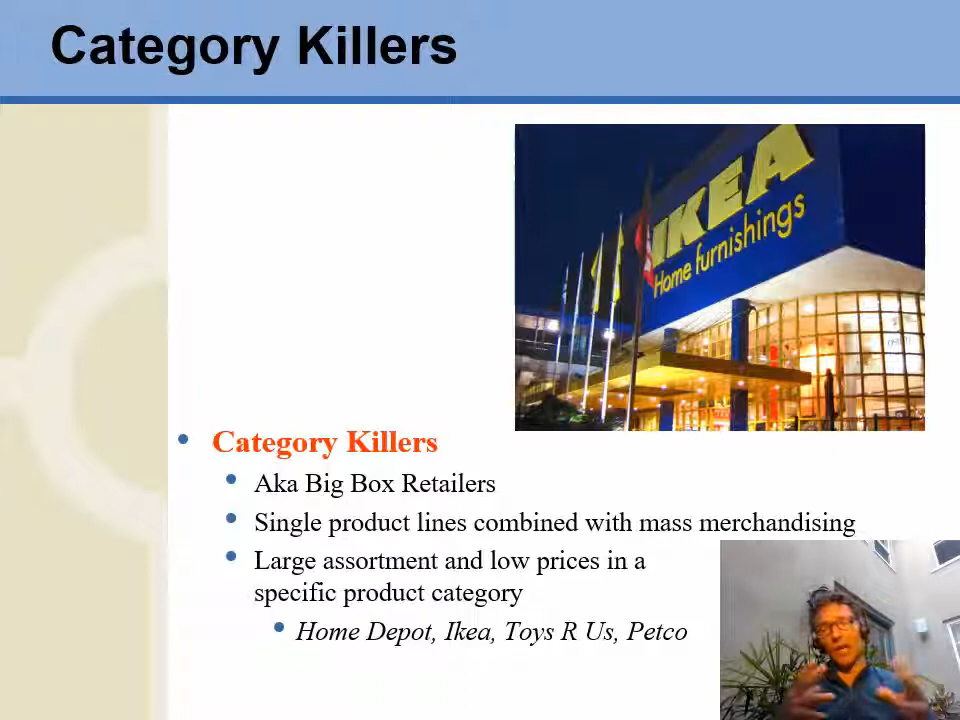 Category Killers
IKEA
Home furnishings
Category Killers
Aka Big Box Retailers
Single product lines combined with mass merchandising
Large assortment and low prices in a
specific product category
Home Depot, Ikea, Toys R Us, Petco